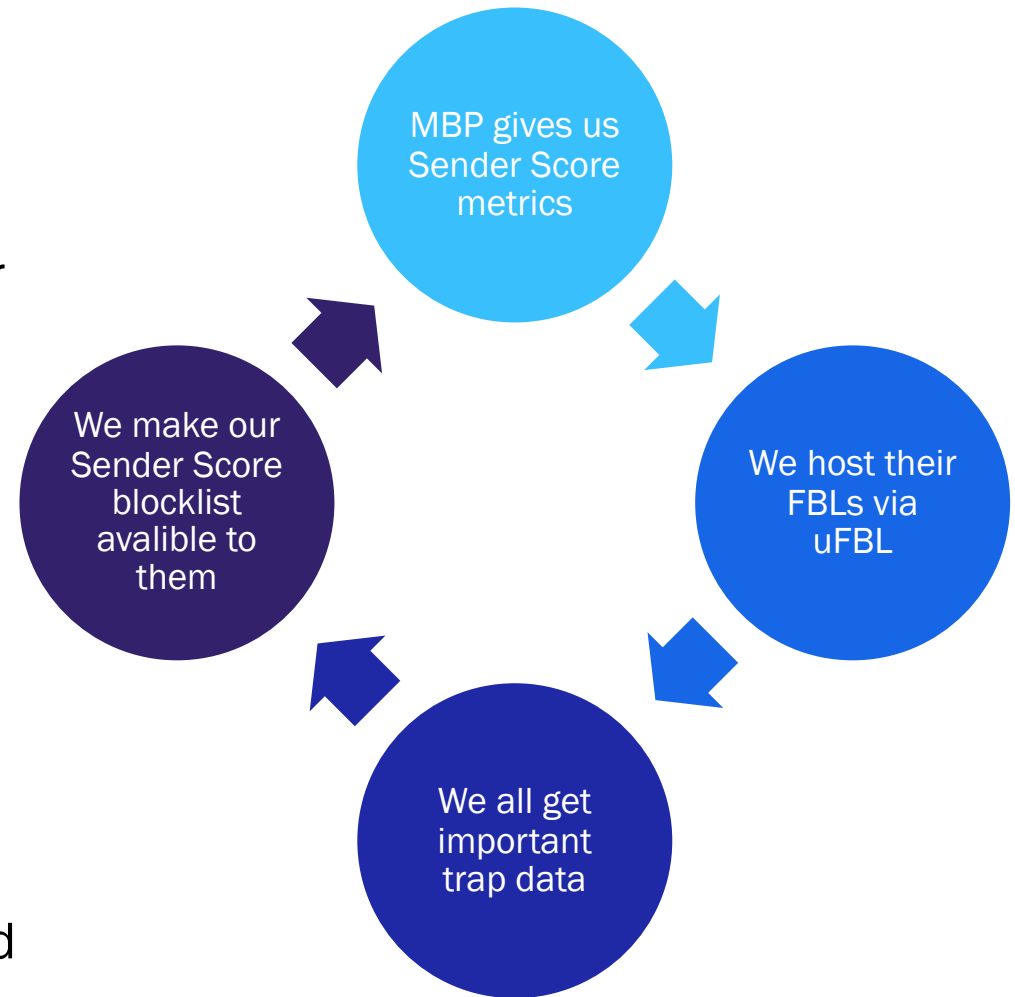 MBP gives us
Sender Score
metrics
We host their
FBLs via
uFBL
We all get
important
trap data
We make our
Sender Score
blocklist
avalible to
them